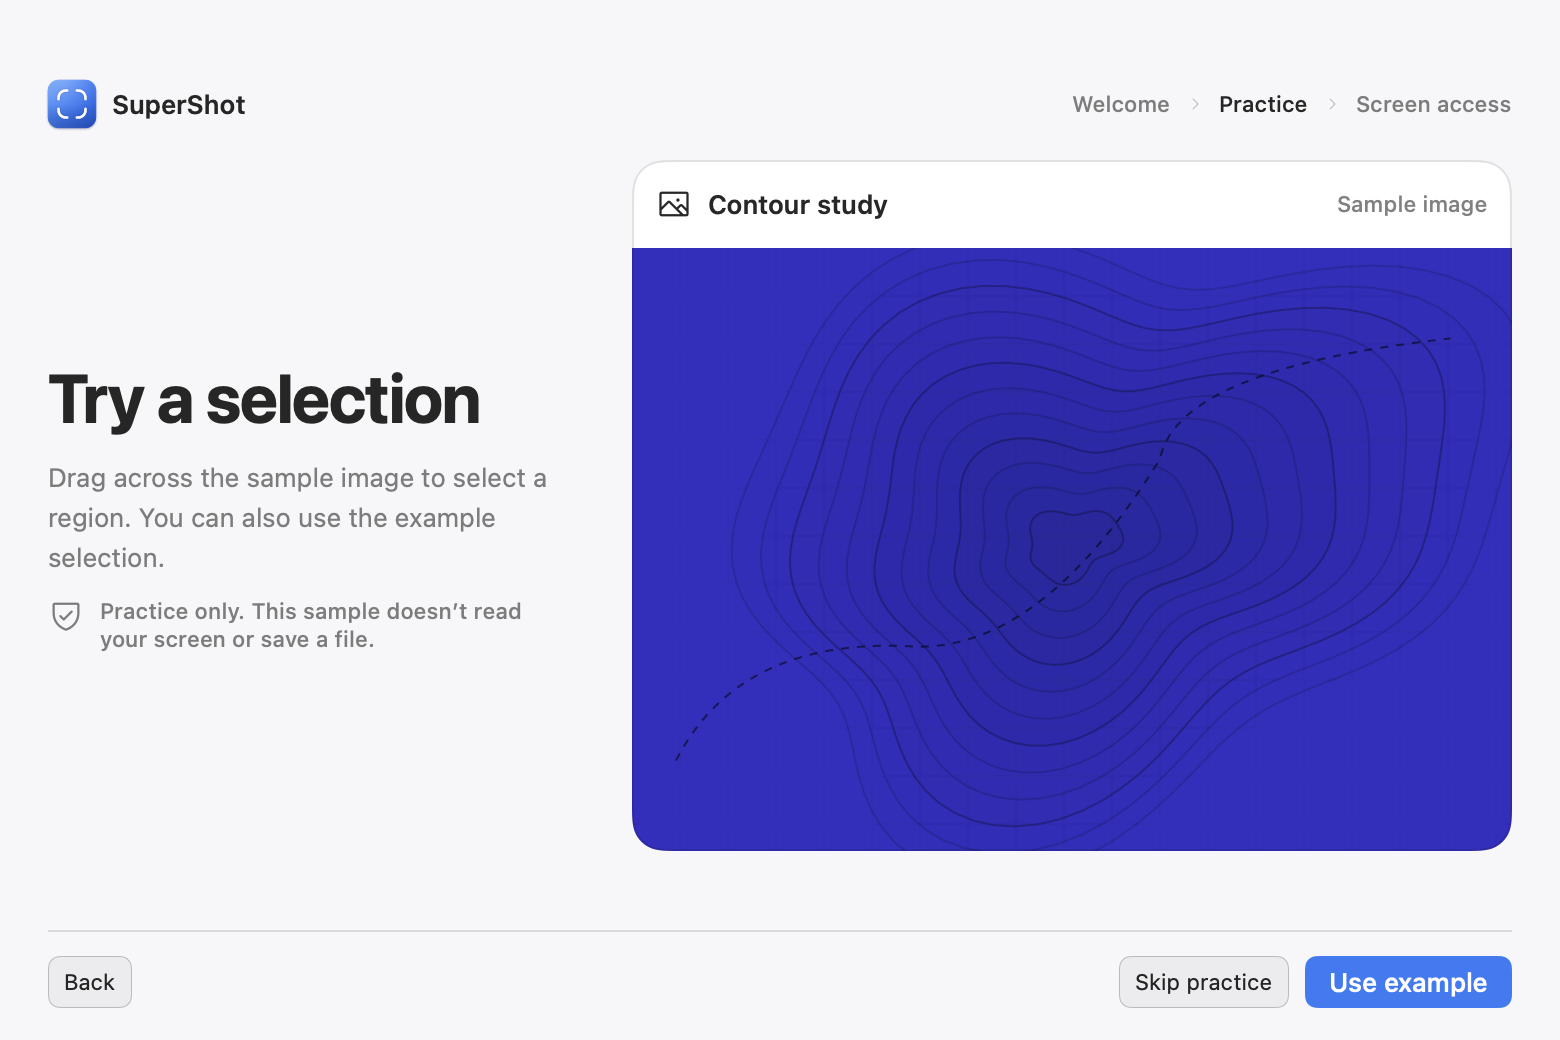 SuperShot
Welcome
Practice
Screen access
Contour study
Sample image
Try a selection
Drag across the sample image to select a
region. You can also use the example
selection.
Practice only. This sample doesn’t read
your screen or save a file.
Back
Skip practice
Use example